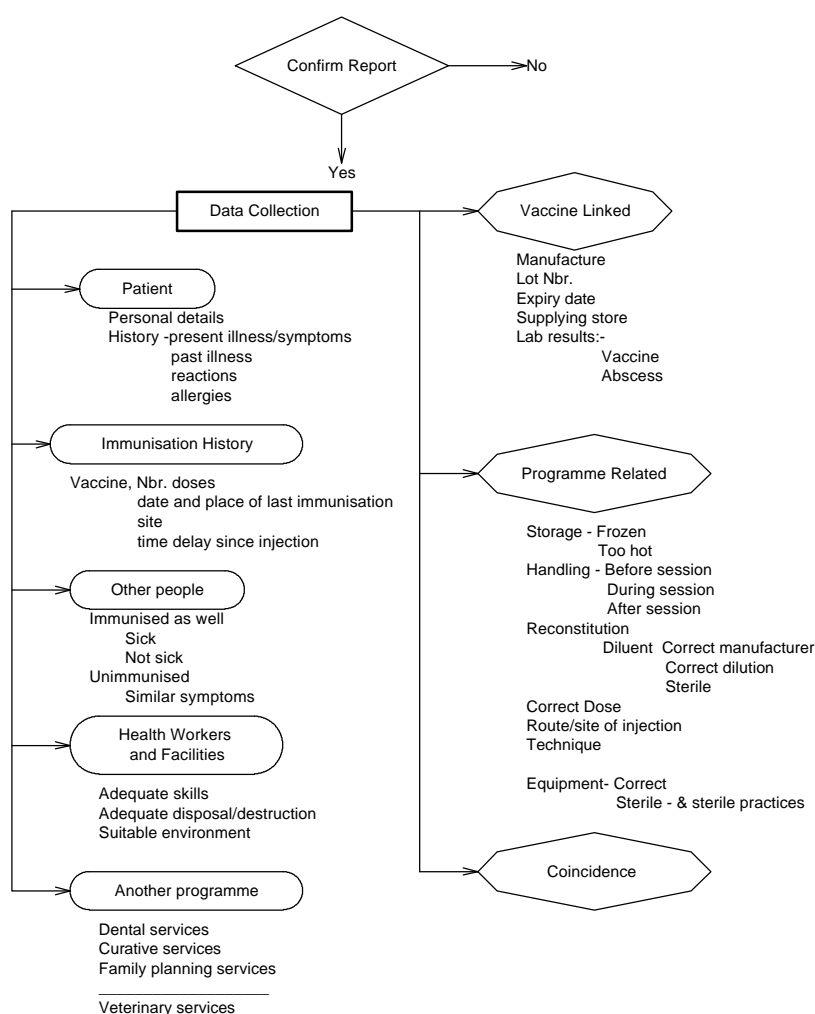 Confirm Report
No
Yes
Data Collection
Patient
Personal details
History -present illness/symptoms
past illness
reactions
allergies
Immunisation History
Vaccine, Nbr. doses
date and place of last immunisation
site
time delay since injection
Other people
Immunised as well
Sick
Not sick
Unimmunised
Similar symptoms
Health Workers
and Facilities
Adequate skills
Adequate disposal/destruction
Suitable environment
Another programme
Dental services
Curative services
Family planning services
Veterinary services
Vaccine Linked
Manufacture
Lot Nbr.
Expiry date
Supplying store
Lab results:-
Vaccine
Abscess
Programme Related
Storage - Frozen
Too hot
Handling - Before session
During session
After session
Reconstitution
Diluent  Correct manufacturer
Correct dilution
Sterile
Correct Dose
Route/site of injection
Technique
Equipment- Correct
Sterile - & sterile practices
Coincidence